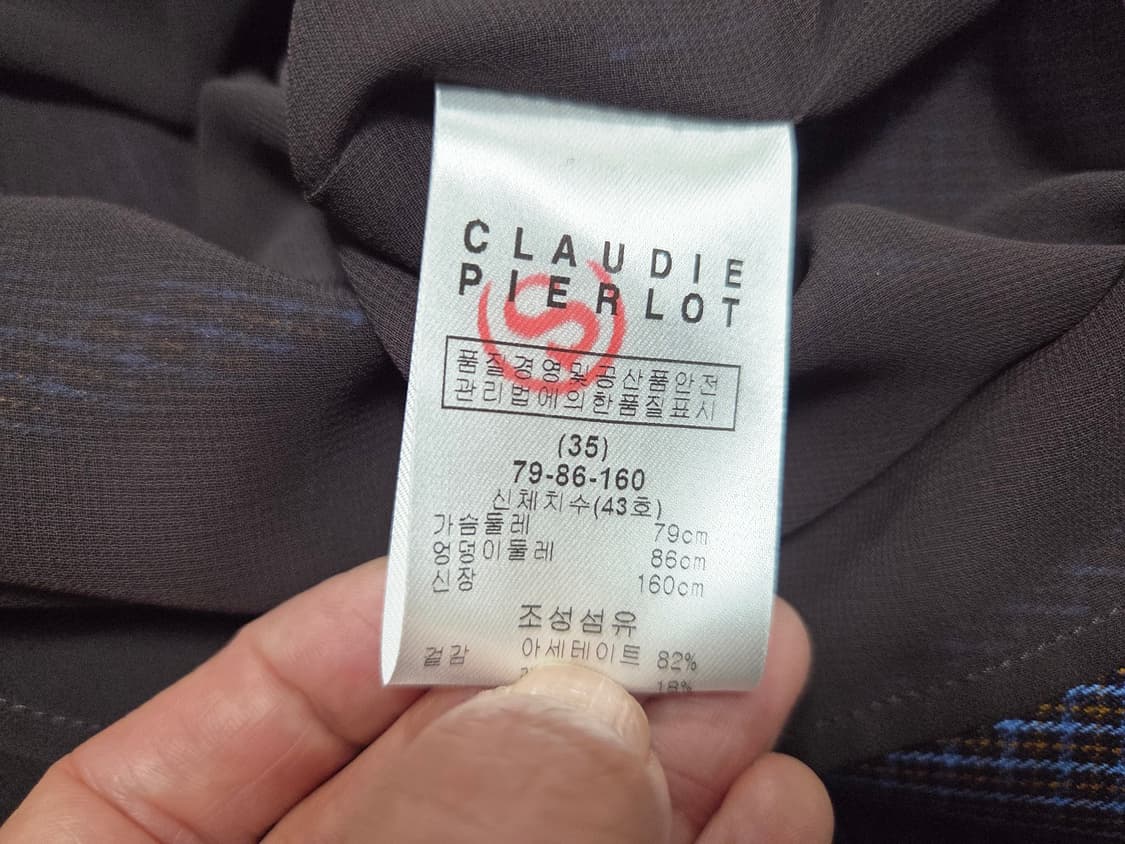 CLAUDIE
PIERLOT
품질경영및공산품안전
관리법에의한품질표시
(35)
79-86-160
신체치수(43호)
가슴둘레 79cm
엉덩이둘레 86cm
신장 160cm
조성섬유
겉감 아세테이트 82%
18%